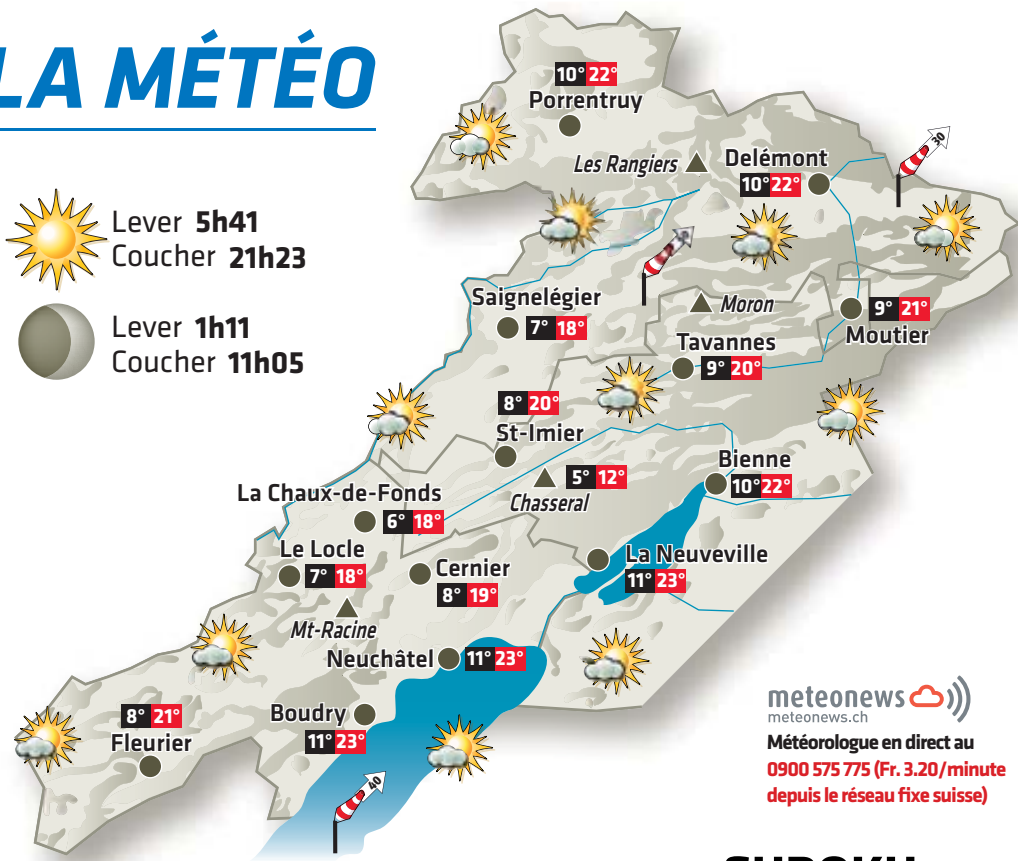 LA MÉTÉO
Lever 5h41
Coucher 21h23
Lever 1h11
Coucher 11h05
10° 22°
Porrentruy
Les Rangiers
Delémont
10° 22°
30
Saignelégier
7° 18°
Moron
9° 21°
Moutier
Tavannes
9° 20°
8° 20°
St-Imier
5° 12°
Chasseral
Bienne
10° 22°
La Chaux-de-Fonds
6° 18°
Le Locle
7° 18°
Cernier
8° 19°
La Neuveville
11° 23°
Mt-Racine
Neuchâtel 11° 23°
Boudry
11° 23°
8° 21°
Fleurier
40
meteonews
meteonews.ch
Météorologue en direct au
0900 575 775 (Fr. 3.20/minute
depuis le réseau fixe suisse)